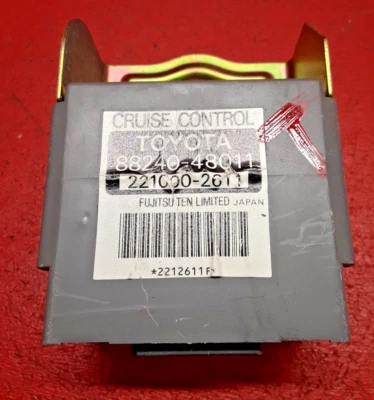 CRUISE CONTROL
TOYOTA
88240-48011
221000-2611
FUJITSU TEN LIMITED JAPAN
*2212611F*